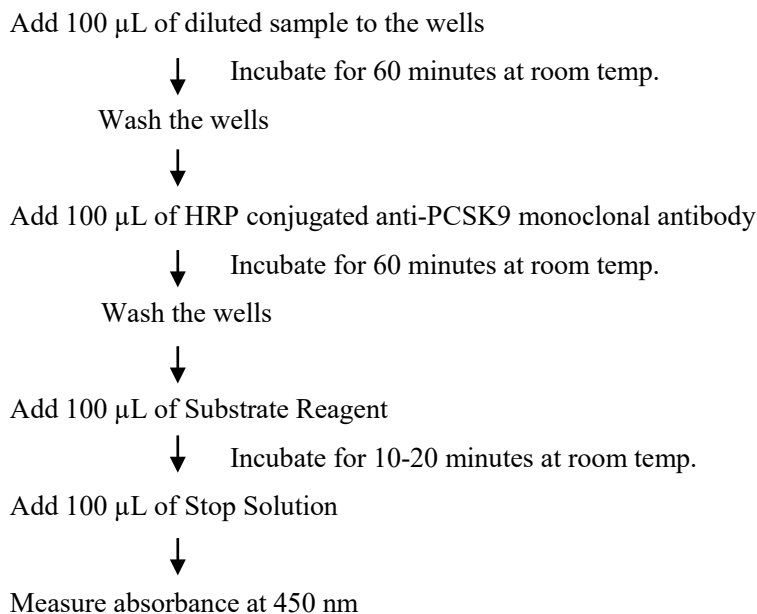 Add 100 µL of diluted sample to the wells
Incubate for 60 minutes at room temp.
Wash the wells
Add 100 µL of HRP conjugated anti-PCSK9 monoclonal antibody
Incubate for 60 minutes at room temp.
Wash the wells
Add 100 µL of Substrate Reagent
Incubate for 10-20 minutes at room temp.
Add 100 µL of Stop Solution
Measure absorbance at 450 nm